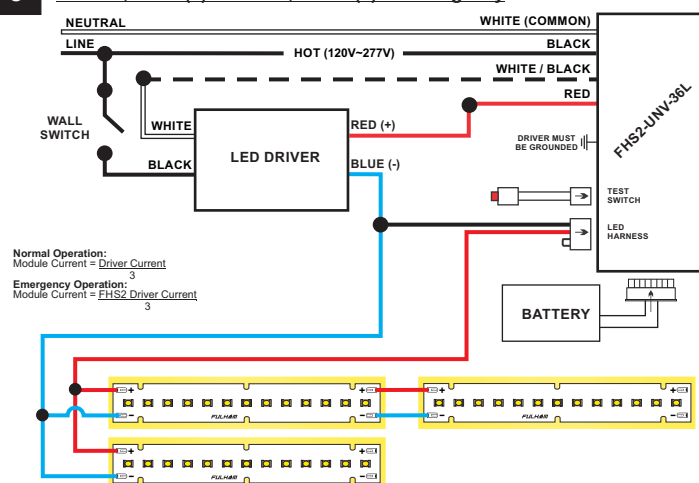 NEUTRAL
WHITE (COMMON)
LINE
BLACK
HOT (120V~277V)
WHITE / BLACK
RED
WALL
SWITCH
WHITE
BLACK
LED DRIVER
RED (+)
BLUE (-)
DRIVER MUST
BE GROUNDED
FHS2-UNV-36L
TEST
SWITCH
LED
HARNESS
BATTERY
Normal Operation:
Module Current = Driver Current
3
Emergency Operation:
Module Current = FHS2 Driver Current
3
+ +
- -
FULHAM
+ +
- -
FULHAM
+ +
- -
FULHAM